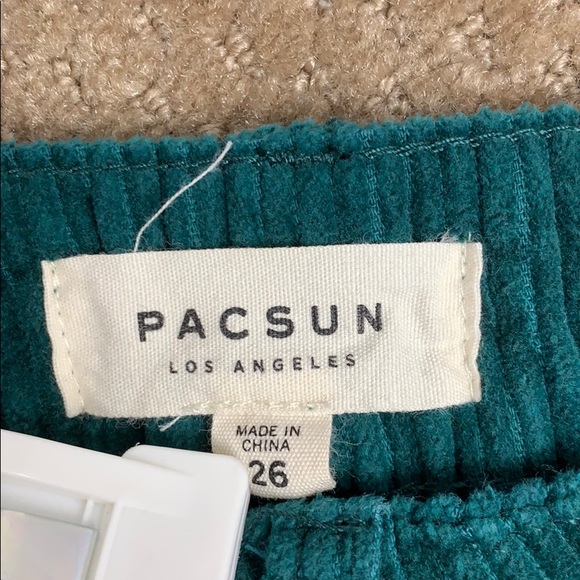 PACSUN
LOS ANGELES
MADE IN
CHINA
26